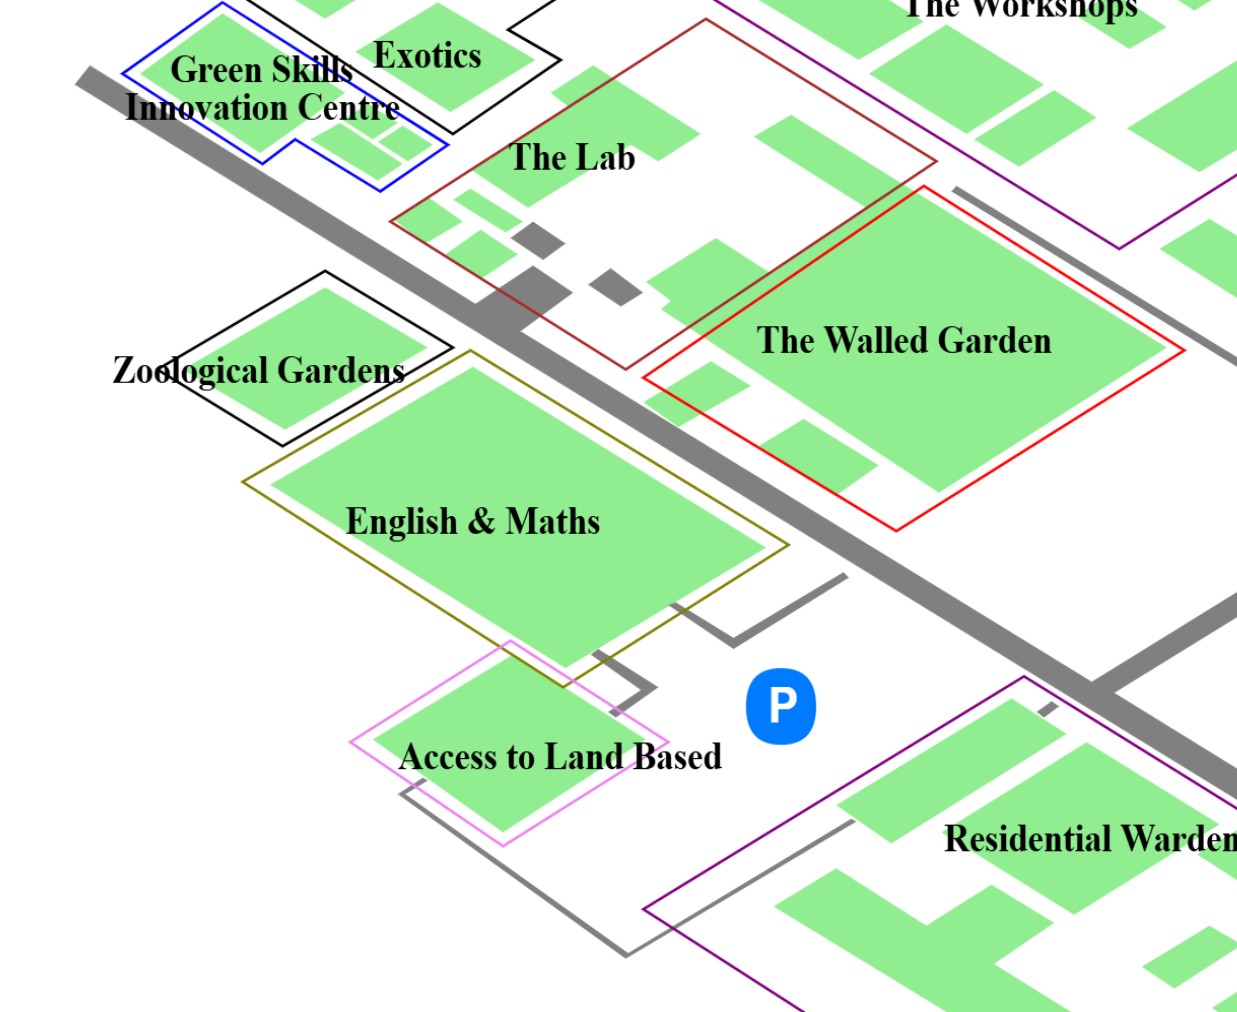 The Workshops
Exotics
Green Skills
Innovation Centre
The Lab
The Walled Garden
Zoological Gardens
English & Maths
P
Access to Land Based
Residential Warden